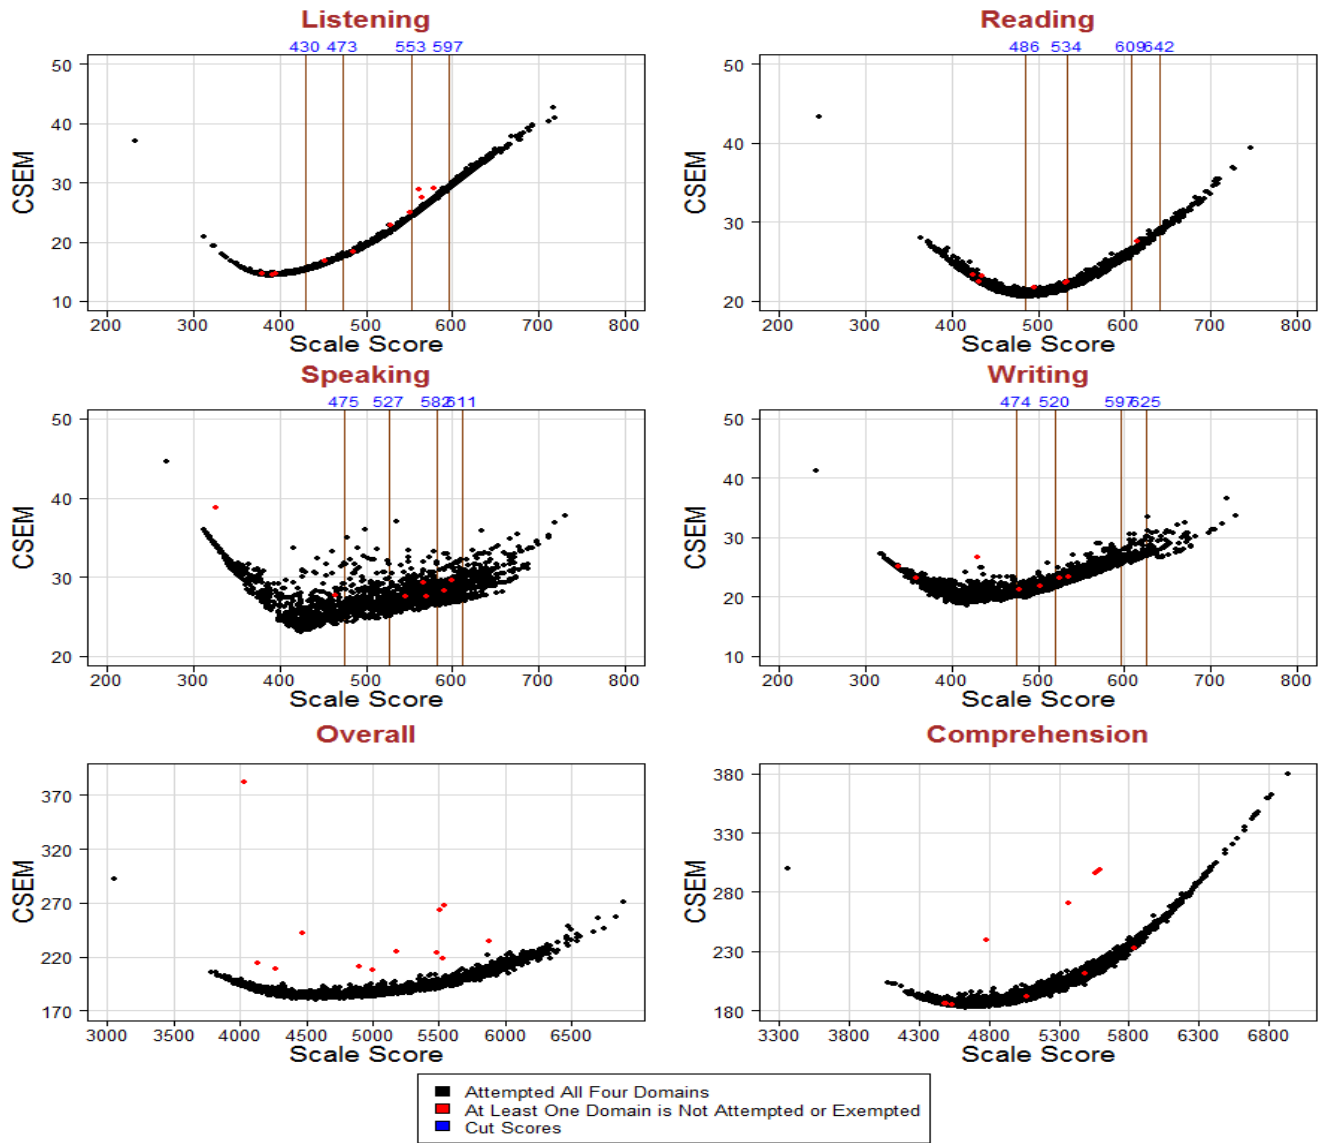 Listening
430 473 553 597
50
40
30
20
10
CSEM
200 300 400 500 600 700 800
Scale Score
Reading
486 534 609 642
50
40
30
20
CSEM
200 300 400 500 600 700 800
Scale Score
Speaking
475 527 582 611
50
40
30
20
CSEM
200 300 400 500 600 700 800
Scale Score
Writing
474 520 597 625
50
40
30
20
10
CSEM
200 300 400 500 600 700 800
Scale Score
Overall
370
320
270
220
170
CSEM
3000 3500 4000 4500 5000 5500 6000 6500
Scale Score
Comprehension
380
330
280
230
180
CSEM
3300 3800 4300 4800 5300 5800 6300 6800
Scale Score
Attempted All Four Domains
At Least One Domain is Not Attempted or Exempted
Cut Scores